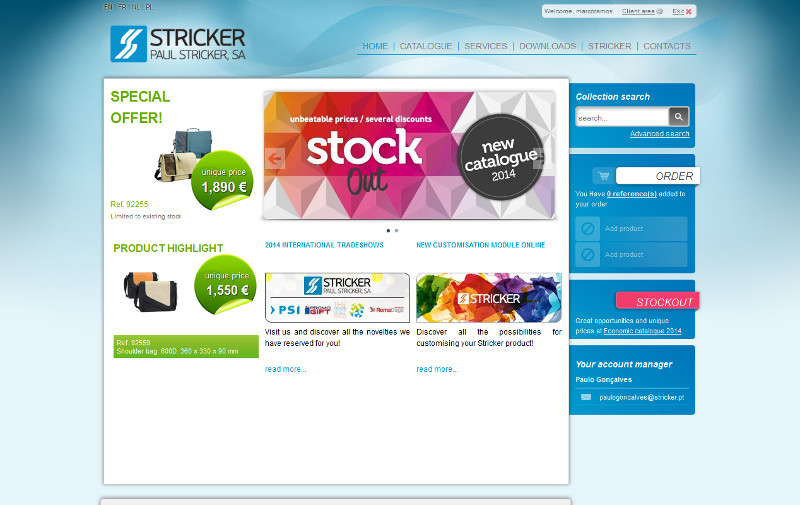 EN | FR | NL | PL
Welcome, marccramos! Client area Exit
STRICKER
PAUL STRICKER, SA
HOME | CATALOGUE | SERVICES | DOWNLOADS | STRICKER | CONTACTS
SPECIAL
OFFER!
unique price
1,890 €
Ref. 92255
Limited to existing stock
unbeatable prices / several discounts
stock
Out
new
catalogue
2014
PRODUCT HIGHLIGHT
unique price
1,550 €
Ref. 92559
Shoulder bag. 600D. 360 x 330 x 90 mm
2014 INTERNATIONAL TRADESHOWS
STRICKER
PAUL STRICKER, SA
PSI PROMO GIFT RemaDays
Visit us and discover all the novelties we
have reserved for you!
read more...
NEW CUSTOMISATION MODULE ONLINE
STRICKER
Discover all the possibilities for
customising your Stricker product!
read more...
Collection search
search...
Advanced search
ORDER
You Have 0 reference(s) added to
your order
Add product
Add product
STOCKOUT
Great opportunities and unique
prices at Economic catalogue 2014
Your account manager
Paulo Gonçalves
paulogoncalves@stricker.pt